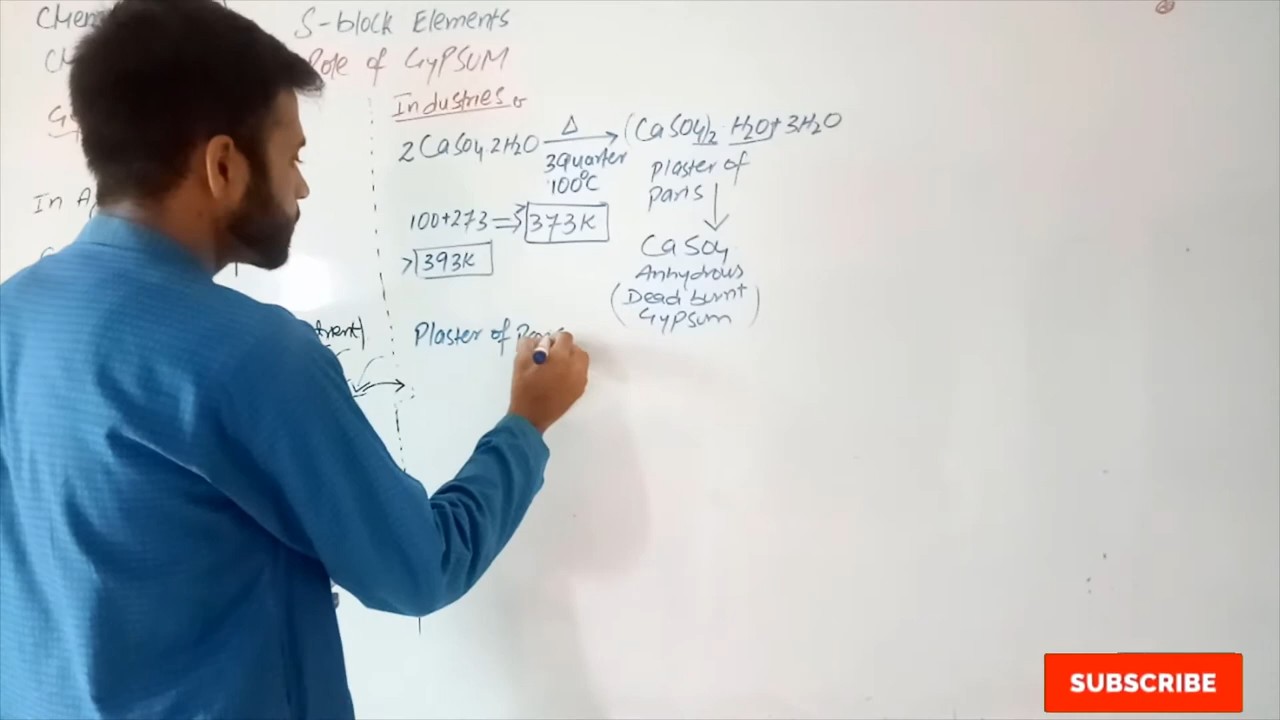 Chem
S-block Elements
Role of GYPSUM
Industries
2CaSO4 2H2O Δ (CaSO4)2 H2O + 3H2O
3Quarter
100°C
Plaster of
Paris
100+273 ⇒ 373K
>393K
CaSO4
Anhydrous
(Dead burnt
Gypsum)
In A
Plaster of
SUBSCRIBE